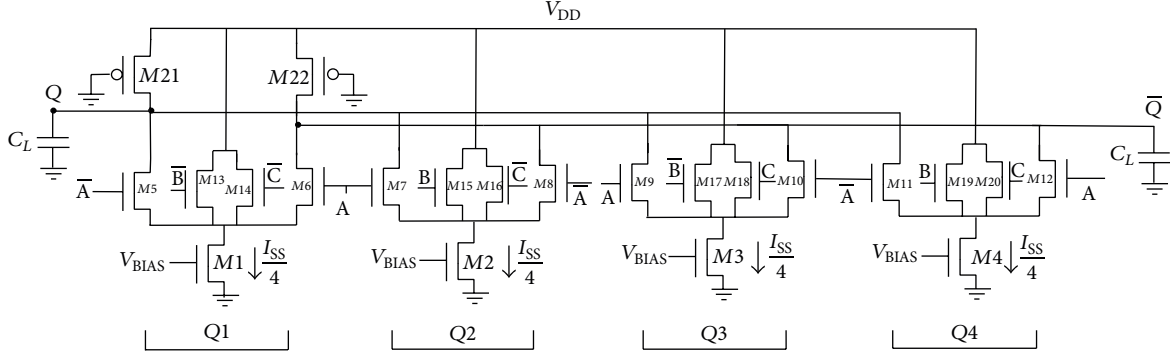 V_DD
M21
M22
Q
Q̅
C_L
C_L
A̅
M5
B̅
M13
M14
C̅
M6
A
M7
B
M15
M16
C̅
M8
A̅
A
M9
B̅
M17
M18
C
M10
A̅
M11
B
M19
M20
C
M12
A
V_BIAS
M1
I_SS/4
V_BIAS
M2
I_SS/4
V_BIAS
M3
I_SS/4
V_BIAS
M4
I_SS/4
Q1
Q2
Q3
Q4